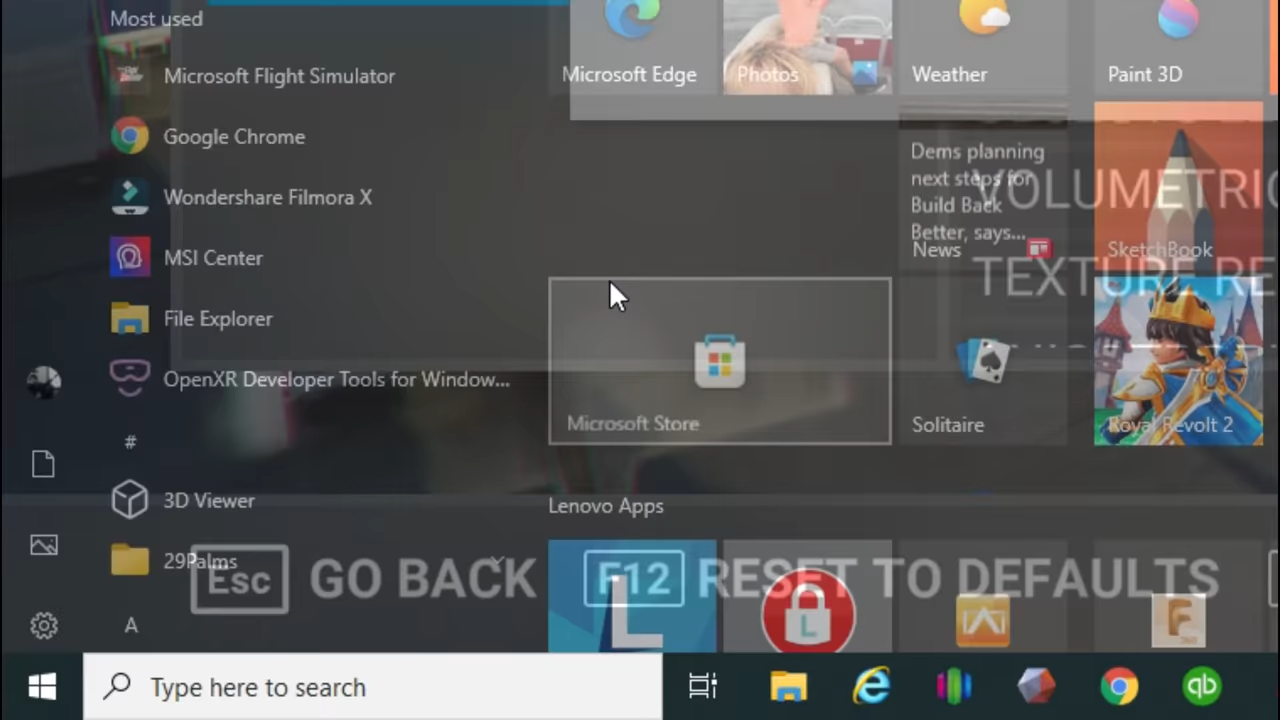 Most used
Microsoft Flight Simulator
Google Chrome
Wondershare Filmora X
MSI Center
File Explorer
OpenXR Developer Tools for Window...
#
3D Viewer
29Palms
A
Microsoft Edge
Photos
Weather
Paint 3D
Dems planning
next steps for
Build Back
Better, says...
News
SketchBook
VOLUMETRIC
TEXTURE RE
Microsoft Store
Solitaire
Royal Revolt 2
Lenovo Apps
L
L
Esc GO BACK F12 RESET TO DEFAULTS
Type here to search
qb